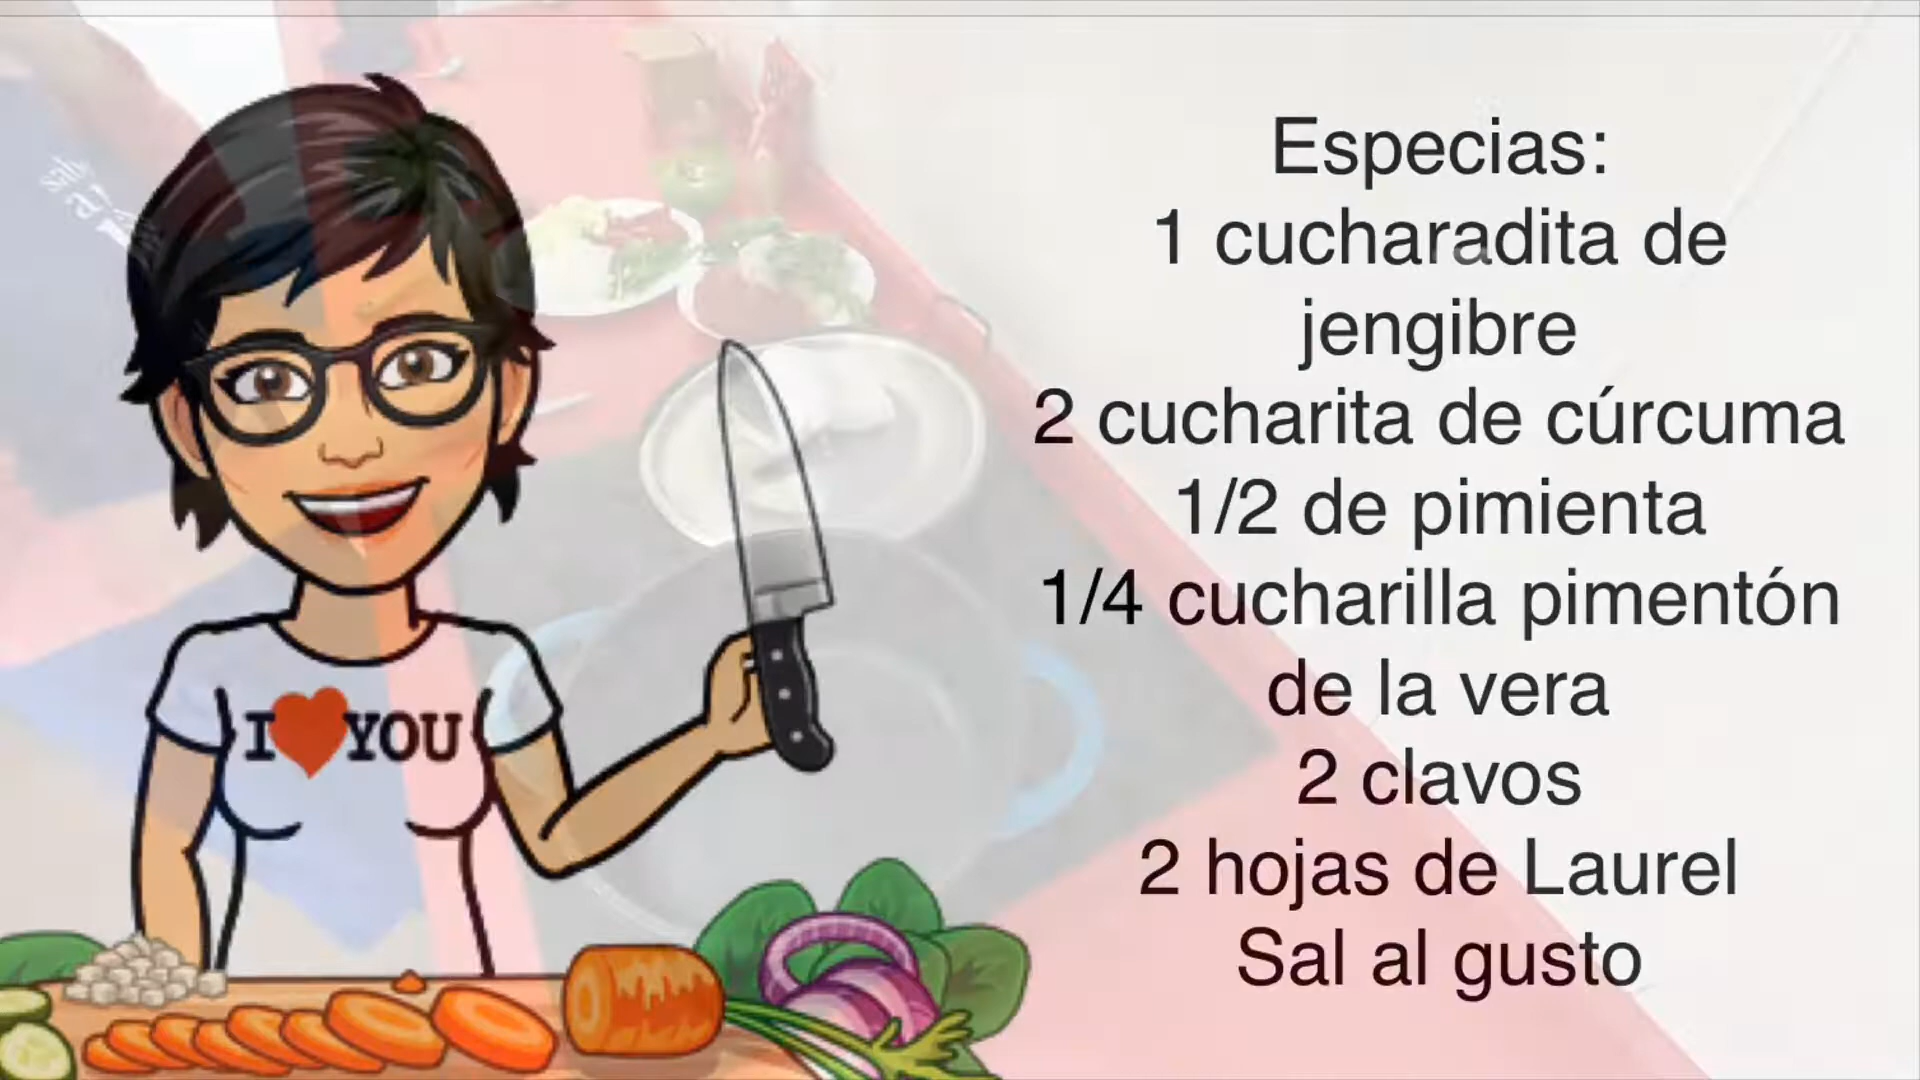 Especias:
1 cucharadita de
jengibre
2 cucharita de cúrcuma
1/2 de pimienta
1/4 cucharilla pimentón
de la vera
2 clavos
2 hojas de Laurel
Sal al gusto
I YOU